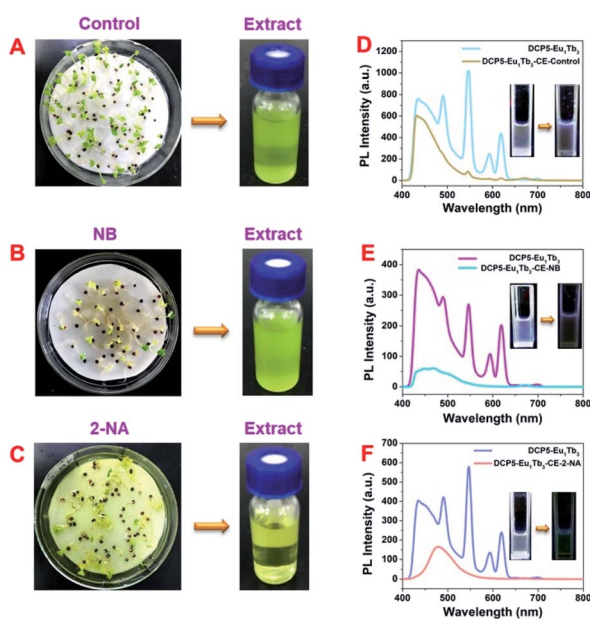 Control
Extract
A
NB
Extract
B
2-NA
Extract
C
D
1200
1000
800
600
400
200
0
PL Intensity (a.u.)
DCP5-Eu₁Tb₃
DCP5-Eu₁Tb₃-CE-Control
400 500 600 700 800
Wavelength (nm)
E
400
300
200
100
0
PL Intensity (a.u.)
DCP5-Eu₁Tb₃
DCP5-Eu₁Tb₃-CE-NB
400 500 600 700 800
Wavelength (nm)
F
700
600
500
400
300
200
100
0
PL Intensity (a.u.)
DCP5-Eu₁Tb₃
DCP5-Eu₁Tb₃-CE-2-NA
400 500 600 700 800
Wavelength (nm)